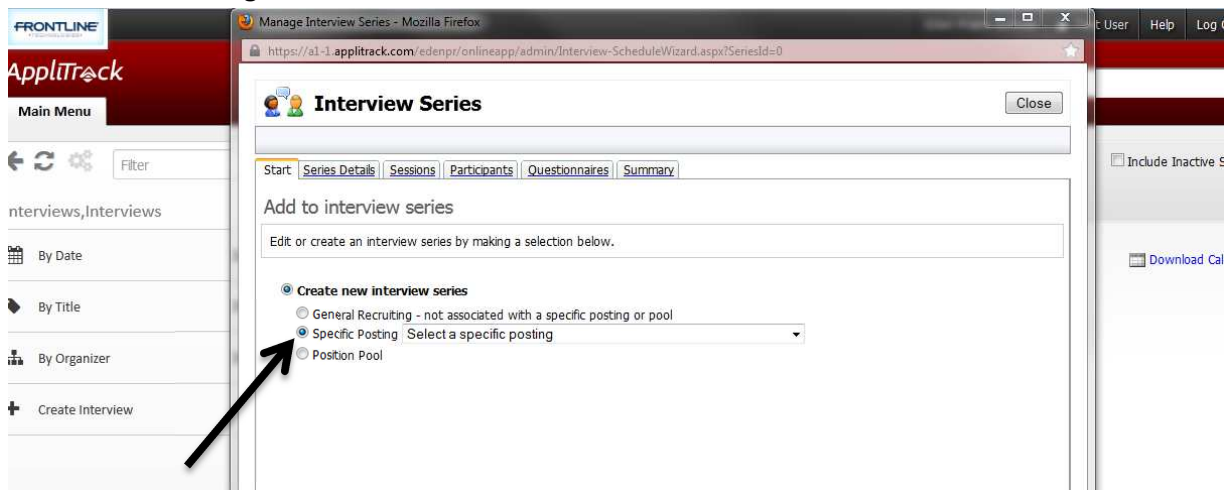 Manage Interview Series - Mozilla Firefox
FRONTLINE
t User Help Log
https://a1-1.applitrack.com/edenpr/onlineapp/admin/Interview-ScheduleWizard.aspx?SeriesId=0
AppliTrack
Interview Series
Close
Main Menu
Filter
Start Series Details Sessions Participants Questionnaires Summary
Include Inactive S
Add to interview series
nterviews,Interviews
Edit or create an interview series by making a selection below.
By Date
Download Cal
Create new interview series
By Title
General Recruiting - not associated with a specific posting or pool
Specific Posting Select a specific posting
Position Pool
By Organizer
Create Interview